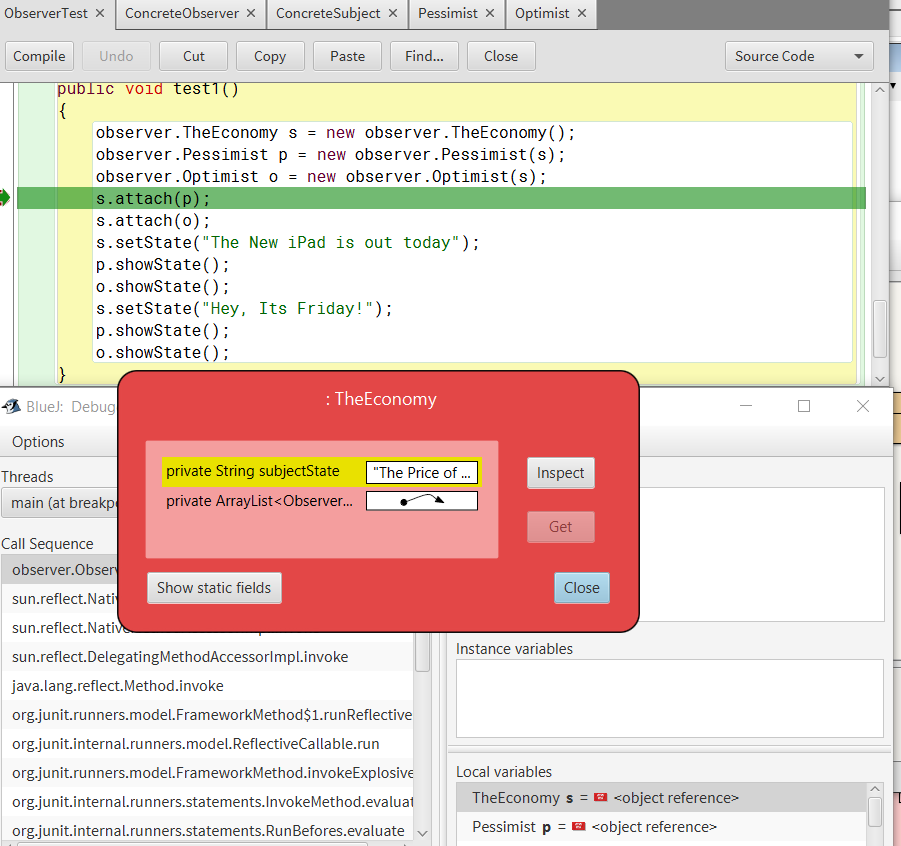 ObserverTest × ConcreteObserver × ConcreteSubject × Pessimist × Optimist ×
Compile Undo Cut Copy Paste Find... Close Source Code
public void test1()
{
observer.TheEconomy s = new observer.TheEconomy();
observer.Pessimist p = new observer.Pessimist(s);
observer.Optimist o = new observer.Optimist(s);
s.attach(p);
s.attach(o);
s.setState("The New iPad is out today");
p.showState();
o.showState();
s.setState("Hey, Its Friday!");
p.showState();
o.showState();
}
BlueJ: Debug
Options
Threads
main (at breakp
Call Sequence
observer.Obser
sun.reflect.Nati
sun.reflect.Native
sun.reflect.DelegatingMethodAccessorImpl.invoke
java.lang.reflect.Method.invoke
org.junit.runners.model.FrameworkMethod$1.runReflective
org.junit.internal.runners.model.ReflectiveCallable.run
org.junit.runners.model.FrameworkMethod.invokeExplosive
org.junit.internal.runners.statements.InvokeMethod.evaluat
org.junit.internal.runners.statements.RunBefores.evaluate
: TheEconomy
private String subjectState "The Price of ...
private ArrayList<Observer...
Inspect
Get
Show static fields
Close
Instance variables
Local variables
TheEconomy s = <object reference>
Pessimist p = <object reference>